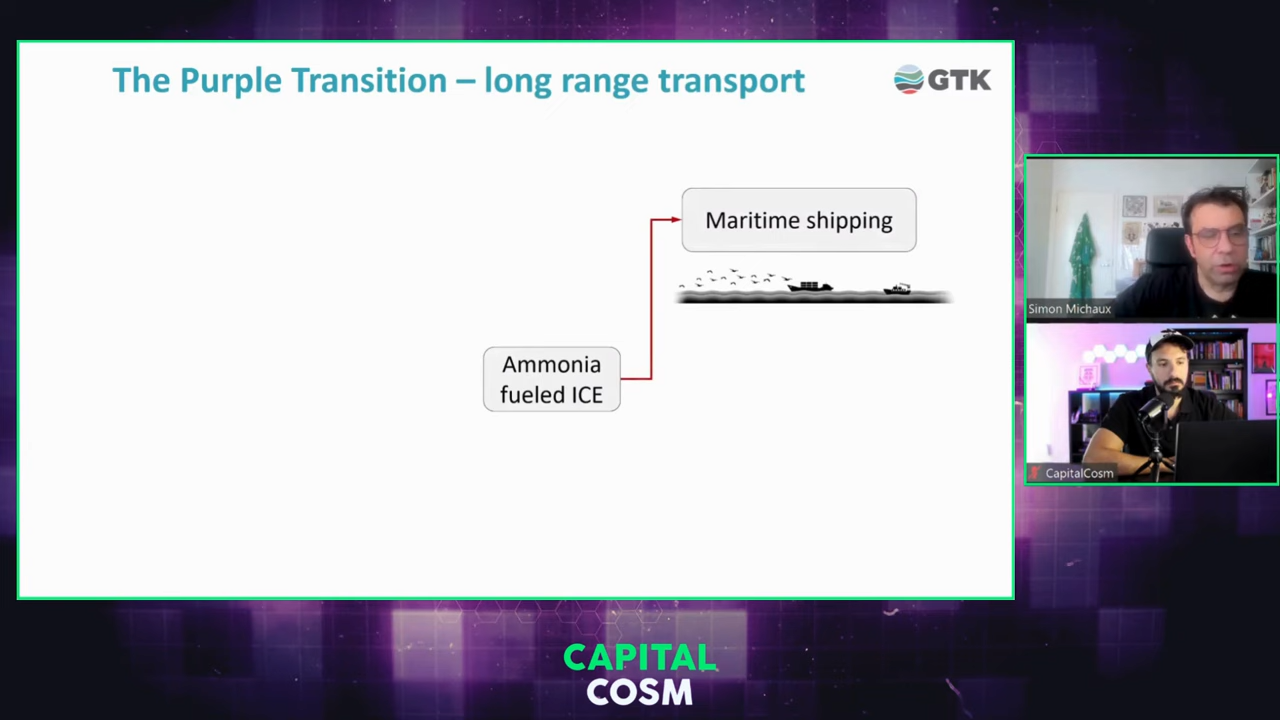 The Purple Transition – long range transport
GTK
Maritime shipping
Ammonia
fueled ICE
Simon Michaux
CapitalCosm
CAPITAL
COSM